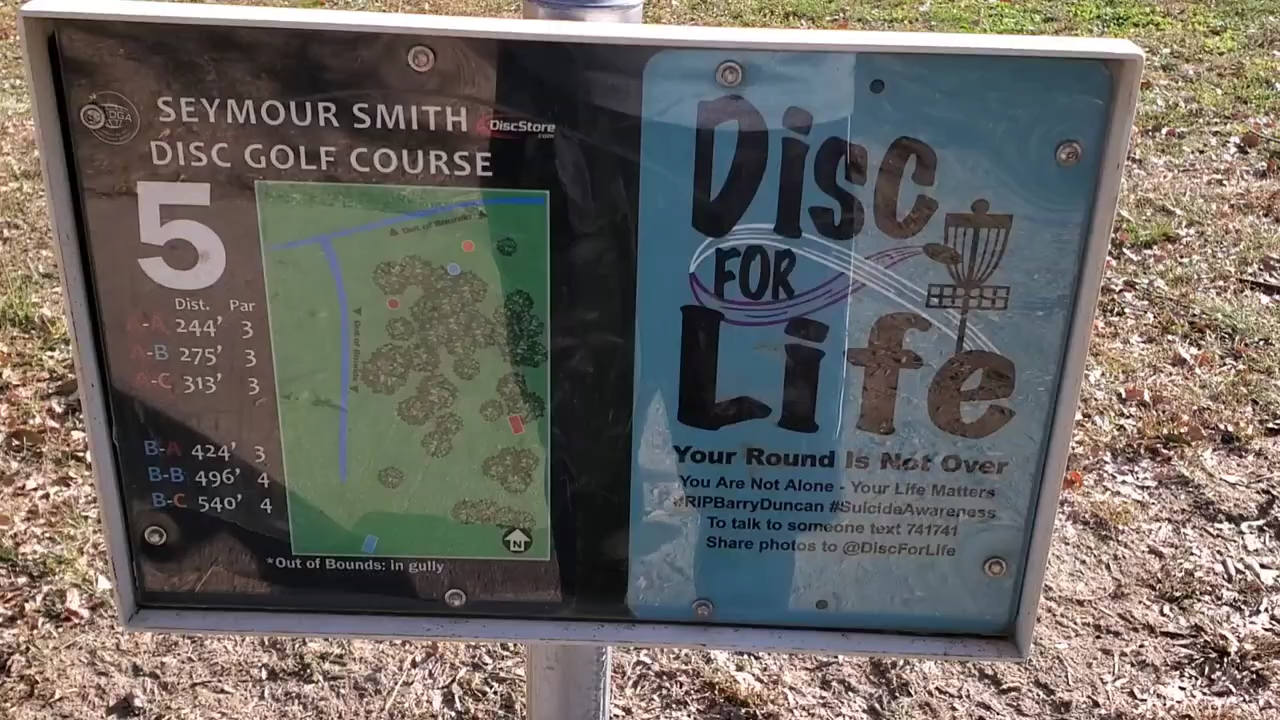 SEYMOUR SMITH
DiscStore
.com
DISC GOLF COURSE
5
Dist. Par
A-A 244' 3
A-B 275' 3
A-C 313' 3
B-A 424' 3
B-B 496' 4
B-C 540' 4
Out of Bounds
Out of Bounds
N
*Out of Bounds: in gully
Disc
FOR
Life
Your Round Is Not Over
You Are Not Alone - Your Life Matters
#RIPBarryDuncan #SuicideAwareness
To talk to someone text 741741
Share photos to @DiscForLife